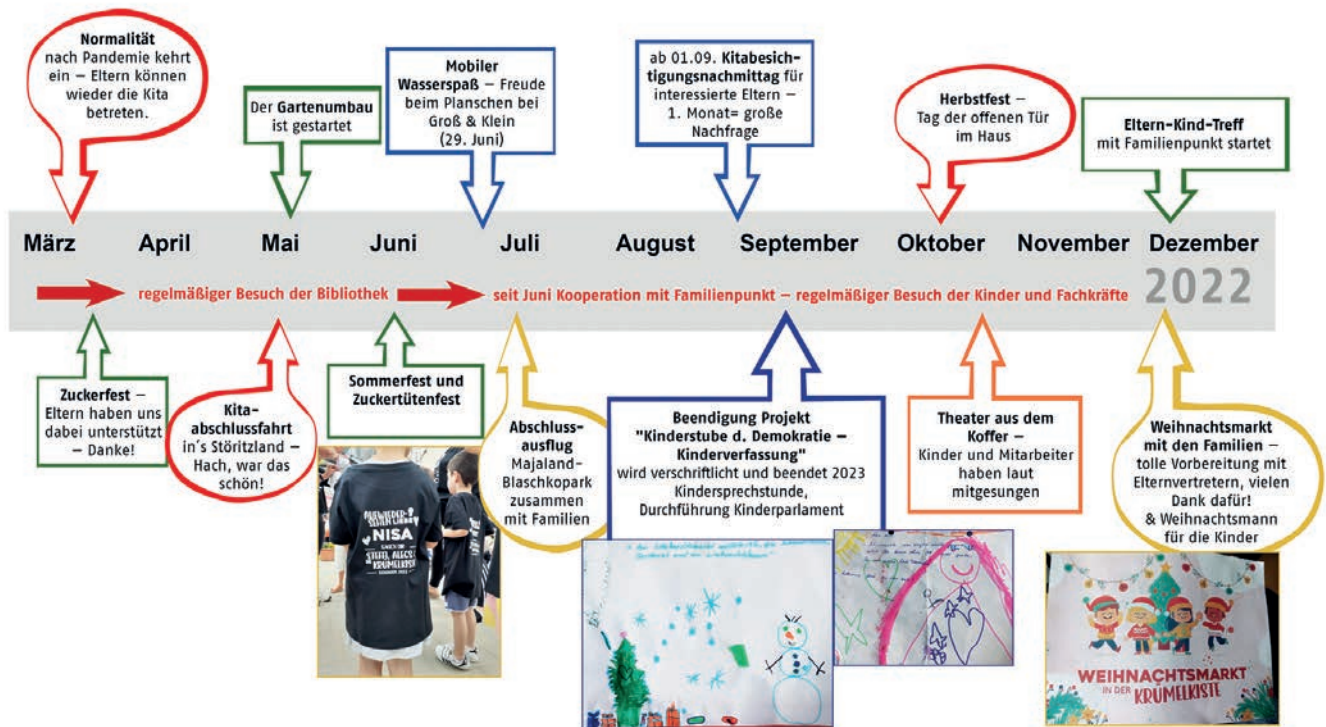 Normalität
nach Pandemie kehrt
ein – Eltern können
wieder die Kita
betreten.
Der Gartenumbau
ist gestartet
Mobiler
Wasserspaß – Freude
beim Planschen bei
Groß & Klein
(29. Juni)
ab 01.09. Kitabesich-
tigungsnachmittag für
interessierte Eltern –
1. Monat= große
Nachfrage
Herbstfest –
Tag der offenen Tür
im Haus
Eltern-Kind-Treff
mit Familienpunkt startet
März April Mai Juni Juli August September Oktober November Dezember
regelmäßiger Besuch der Bibliothek
seit Juni Kooperation mit Familienpunkt – regelmäßiger Besuch der Kinder und Fachkräfte
2022
Zuckerfest –
Eltern haben uns
dabei unterstützt
– Danke!
Kita-
abschlussfahrt
in´s Störitzland –
Hach, war das
schön!
Sommerfest und
Zuckertütenfest
Abschluss-
ausflug
Majaland-
Blaschkopark
zusammen
mit Familien
Beendigung Projekt
"Kinderstube d. Demokratie –
Kinderverfassung"
wird verschriftlicht und beendet 2023
Kindersprechstunde,
Durchführung Kinderparlament
Theater aus dem
Koffer –
Kinder und Mitarbeiter
haben laut
mitgesungen
Weihnachtsmarkt
mit den Familien –
tolle Vorbereitung mit
Elternvertretern, vielen
Dank dafür!
& Weihnachtsmann
für die Kinder
NISA
KRÜMELKISTE
WEIHNACHTSMARKT
IN DER
KRÜMELKISTE